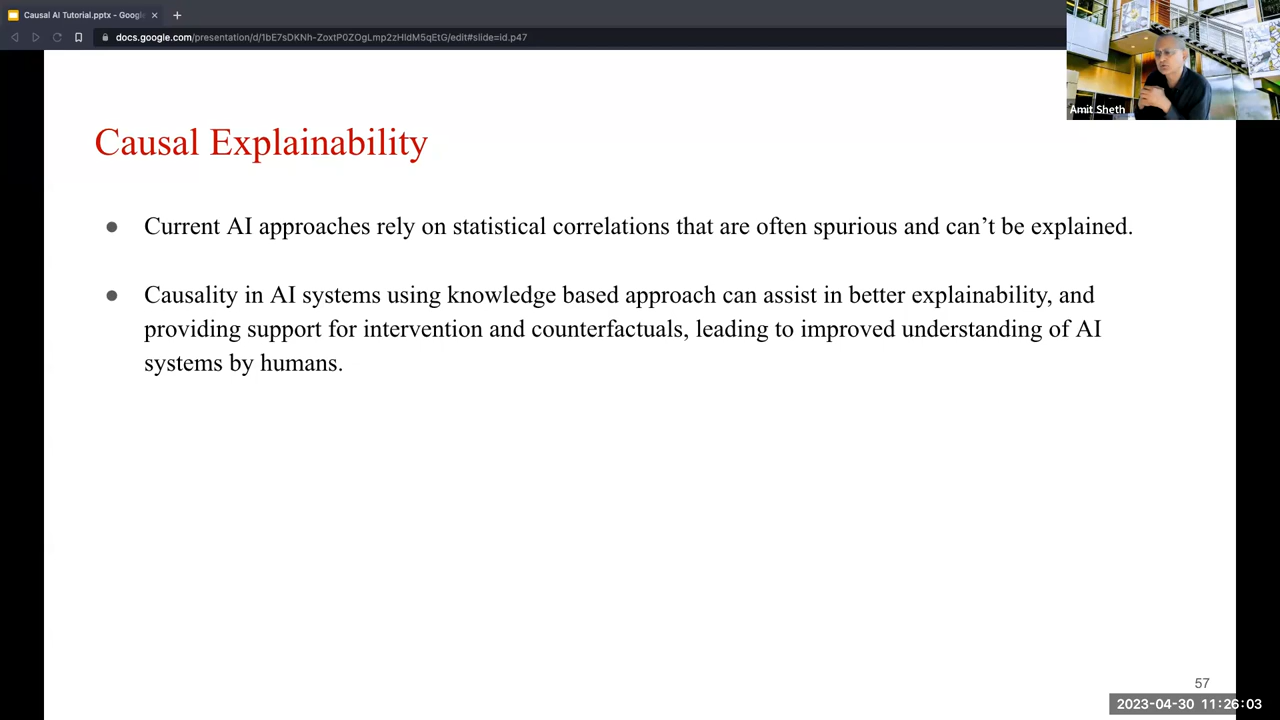 Causal AI Tutorial.pptx - Google
docs.google.com/presentation/d/1bE7sDKNh-ZoxtP0ZOgLmp2zHldM5qEtG/edit#slide=id.p47
Amit Sheth
Causal Explainability
● Current AI approaches rely on statistical correlations that are often spurious and can’t be explained.
● Causality in AI systems using knowledge based approach can assist in better explainability, and
providing support for intervention and counterfactuals, leading to improved understanding of AI
systems by humans.
57
2023-04-30 11:26:03